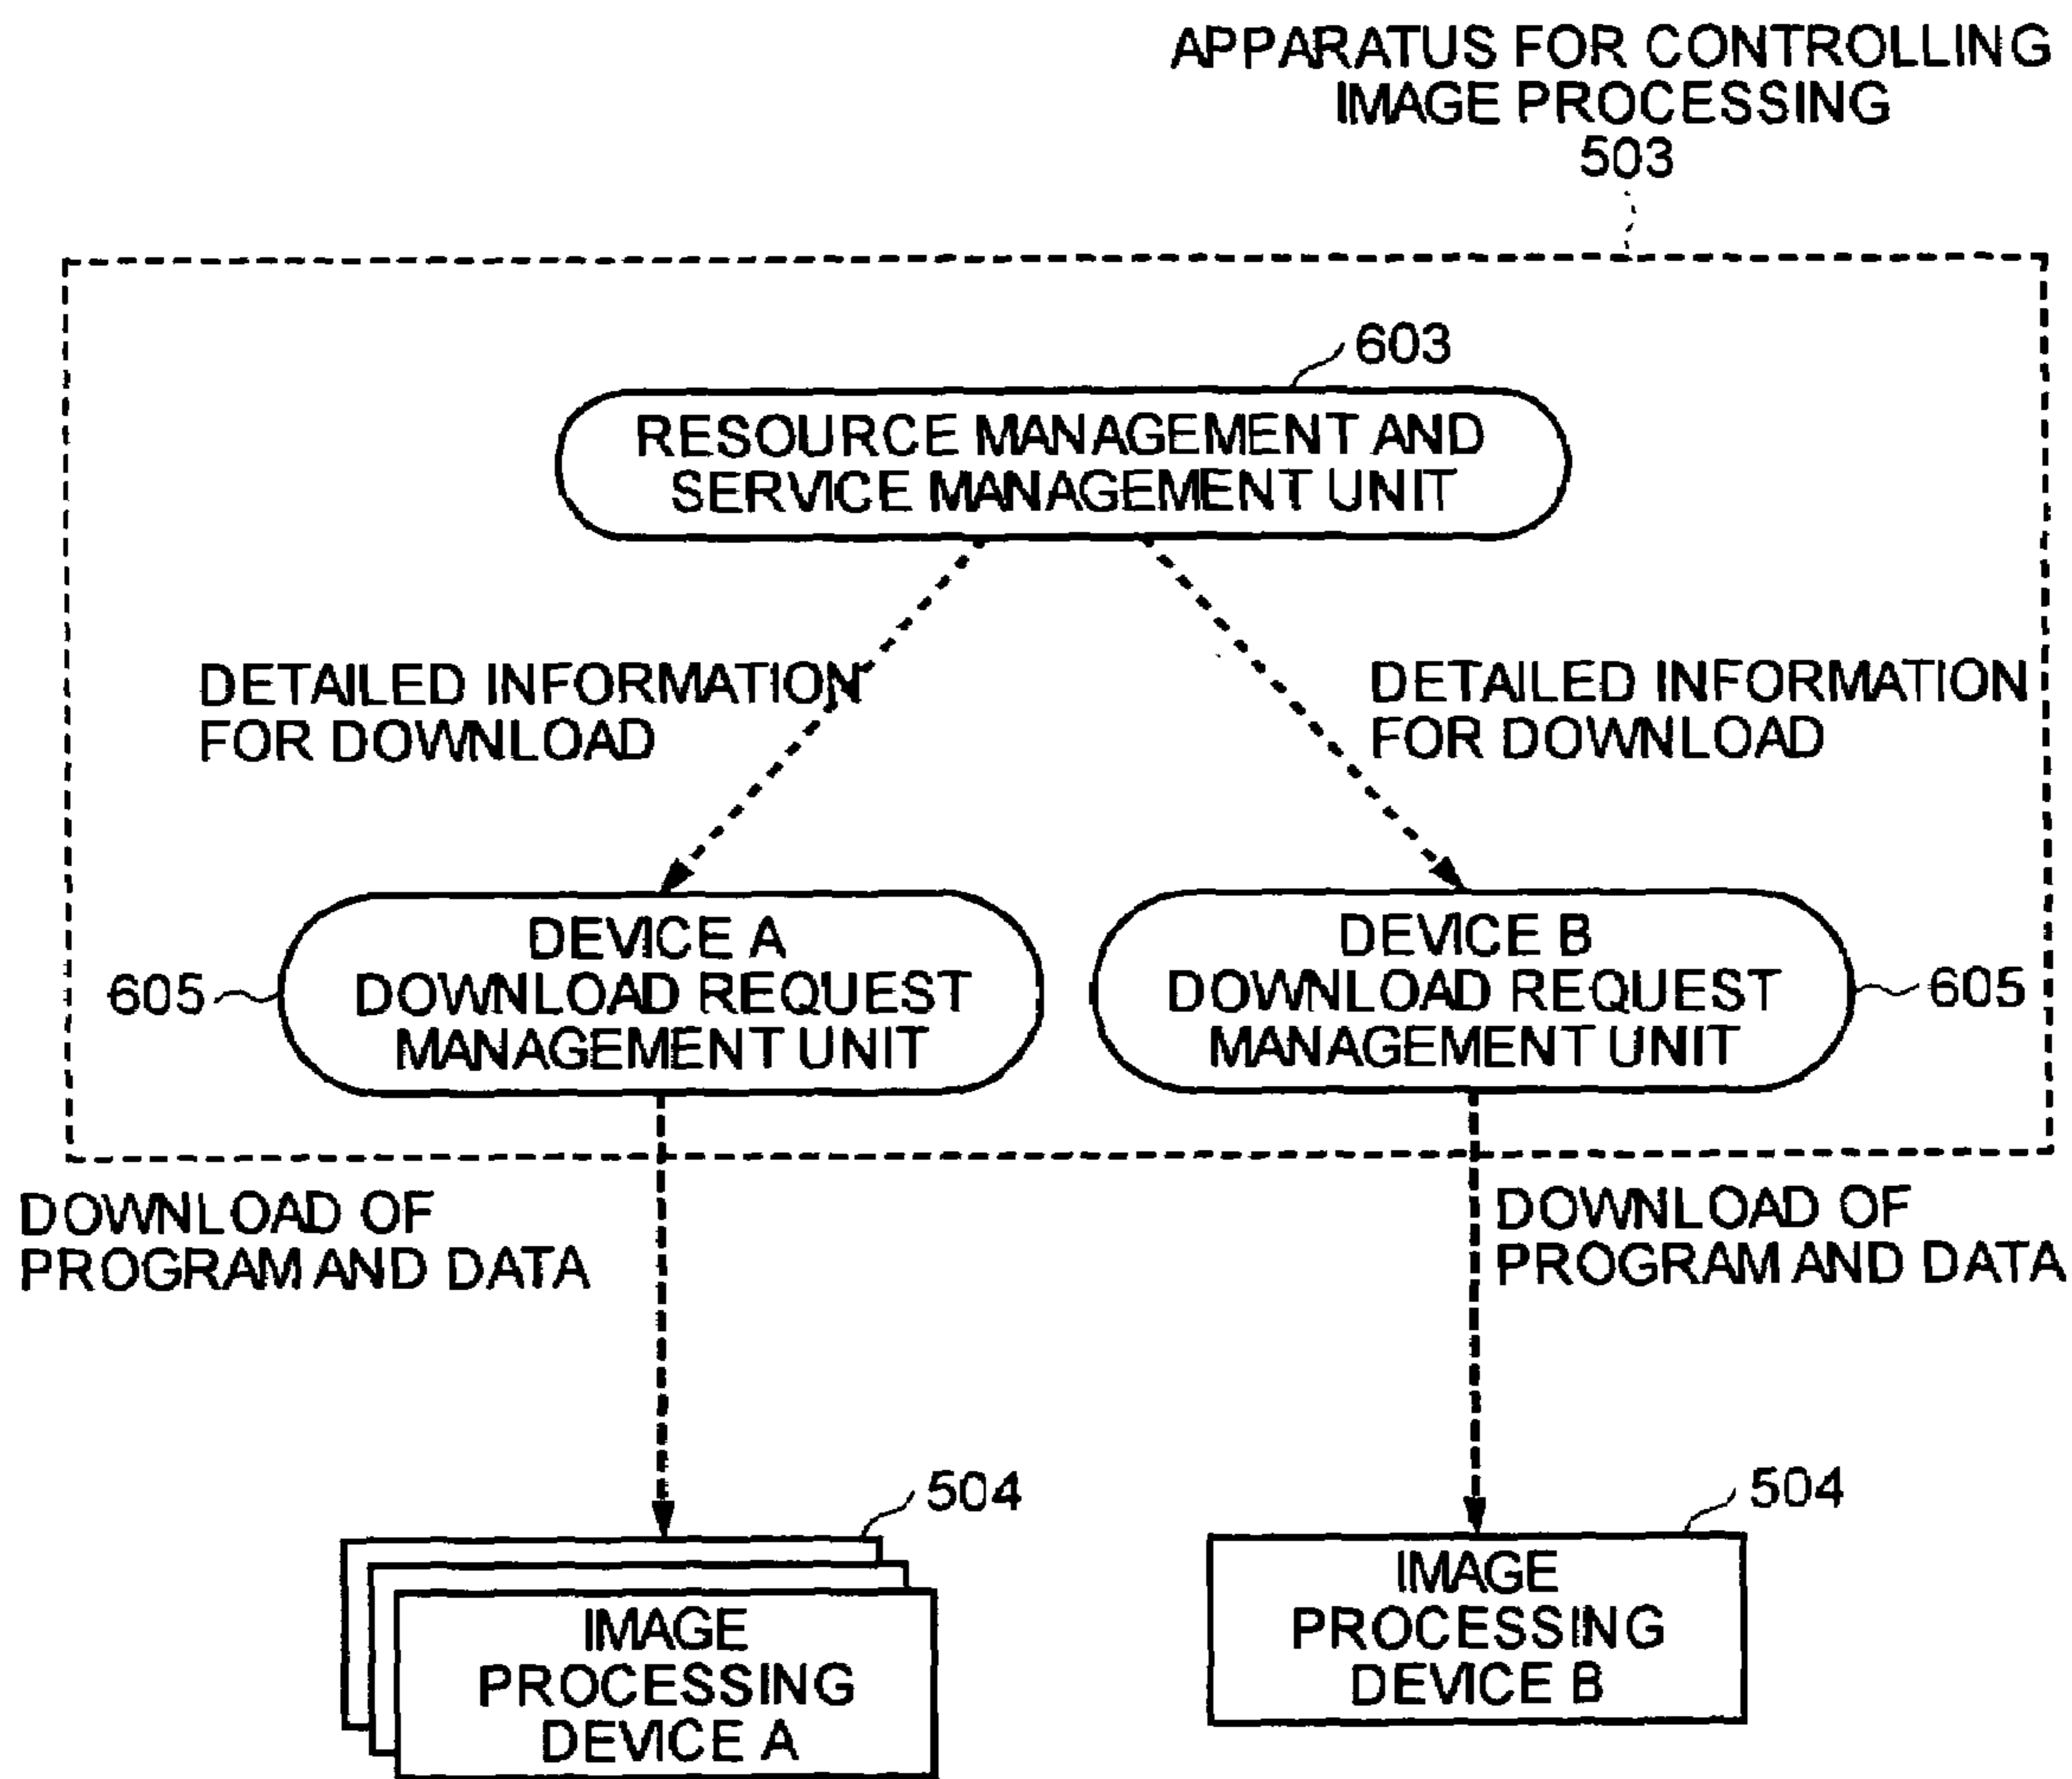 APPARATUS FOR CONTROLLING
IMAGE PROCESSING
503
603
RESOURCE MANAGEMENT AND
SERVICE MANAGEMENT UNIT
DETAILED INFORMATION
FOR DOWNLOAD
DETAILED INFORMATION
FOR DOWNLOAD
605
DEVICE A
DOWNLOAD REQUEST
MANAGEMENT UNIT
DEVICE B
DOWNLOAD REQUEST
MANAGEMENT UNIT
605
DOWNLOAD OF
PROGRAM AND DATA
DOWNLOAD OF
PROGRAM AND DATA
504
IMAGE
PROCESSING
DEVICE A
504
IMAGE
PROCESSING
DEVICE B